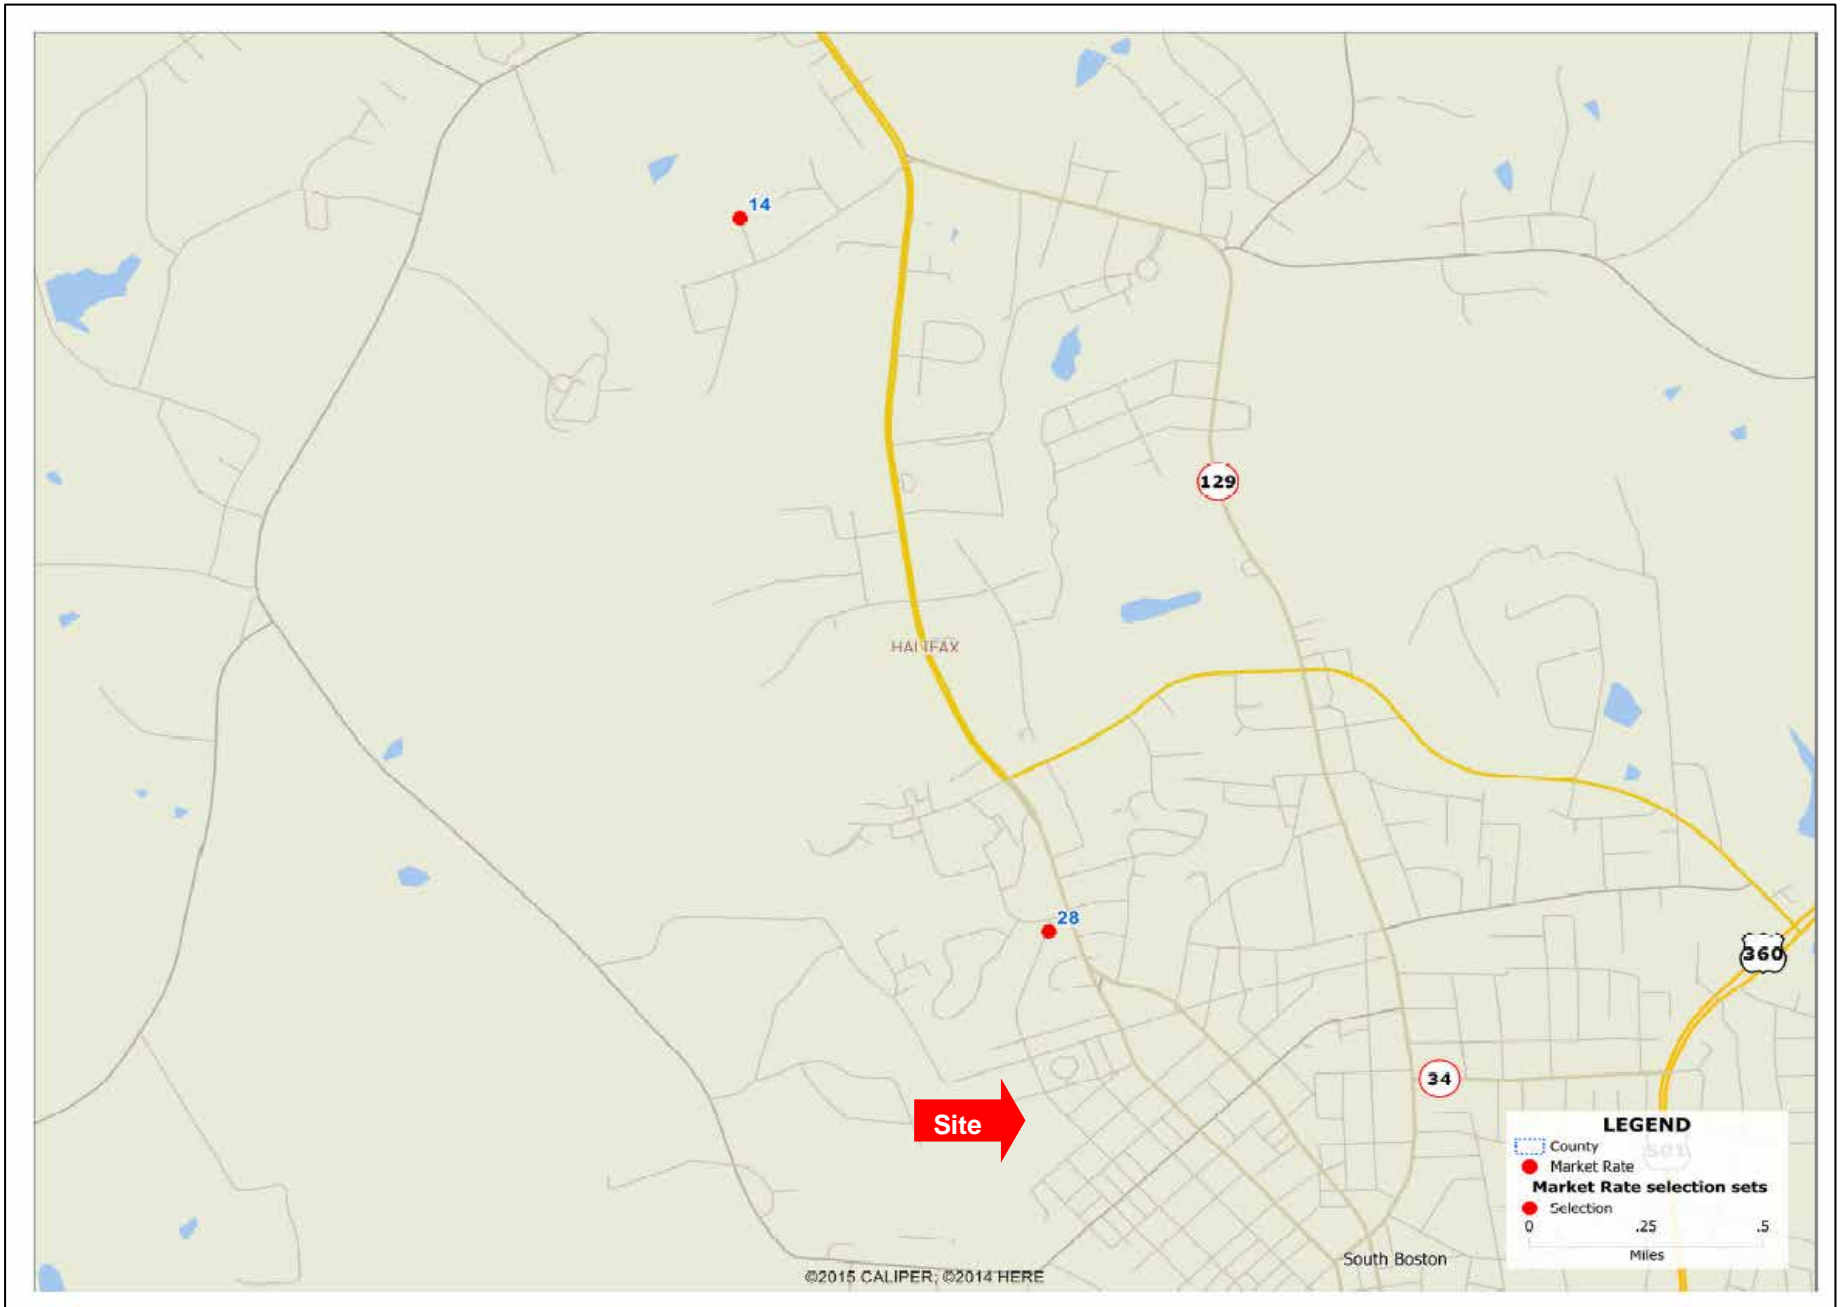 14
129
HALIFAX
28
360
34
Site
LEGEND
County
501
Market Rate
Market Rate selection sets
Selection
0 .25 .5
Miles
South Boston
©2015 CALIPER; ©2014 HERE